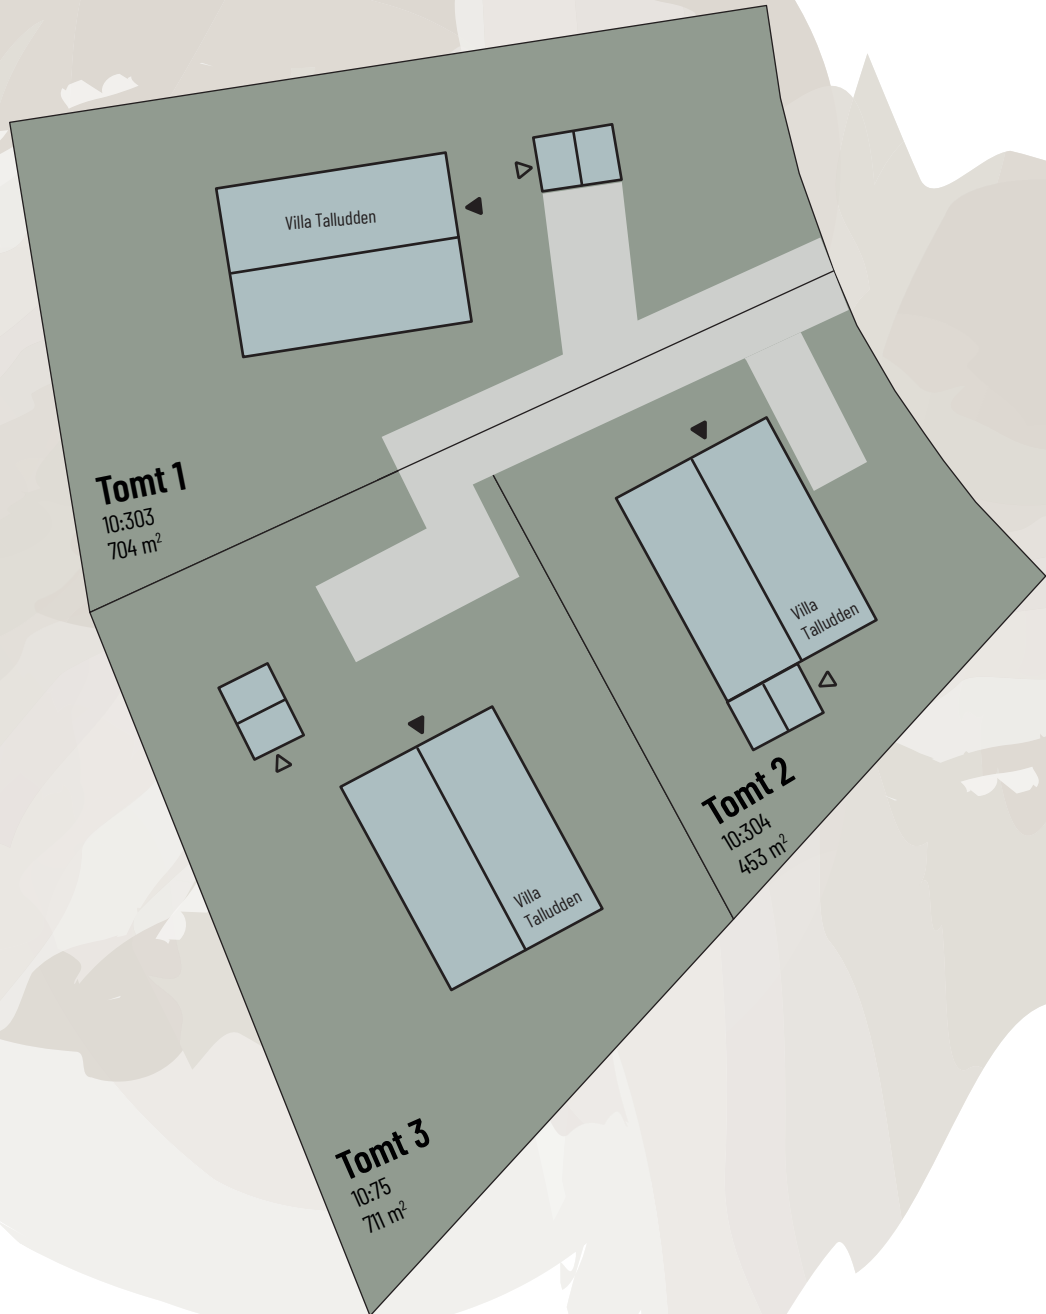 Villa Talludden
Tomt 1
10:303
704 m²
Villa
Talludden
Tomt 2
10:304
453 m²
Villa
Talludden
Tomt 3
10:75
711 m²